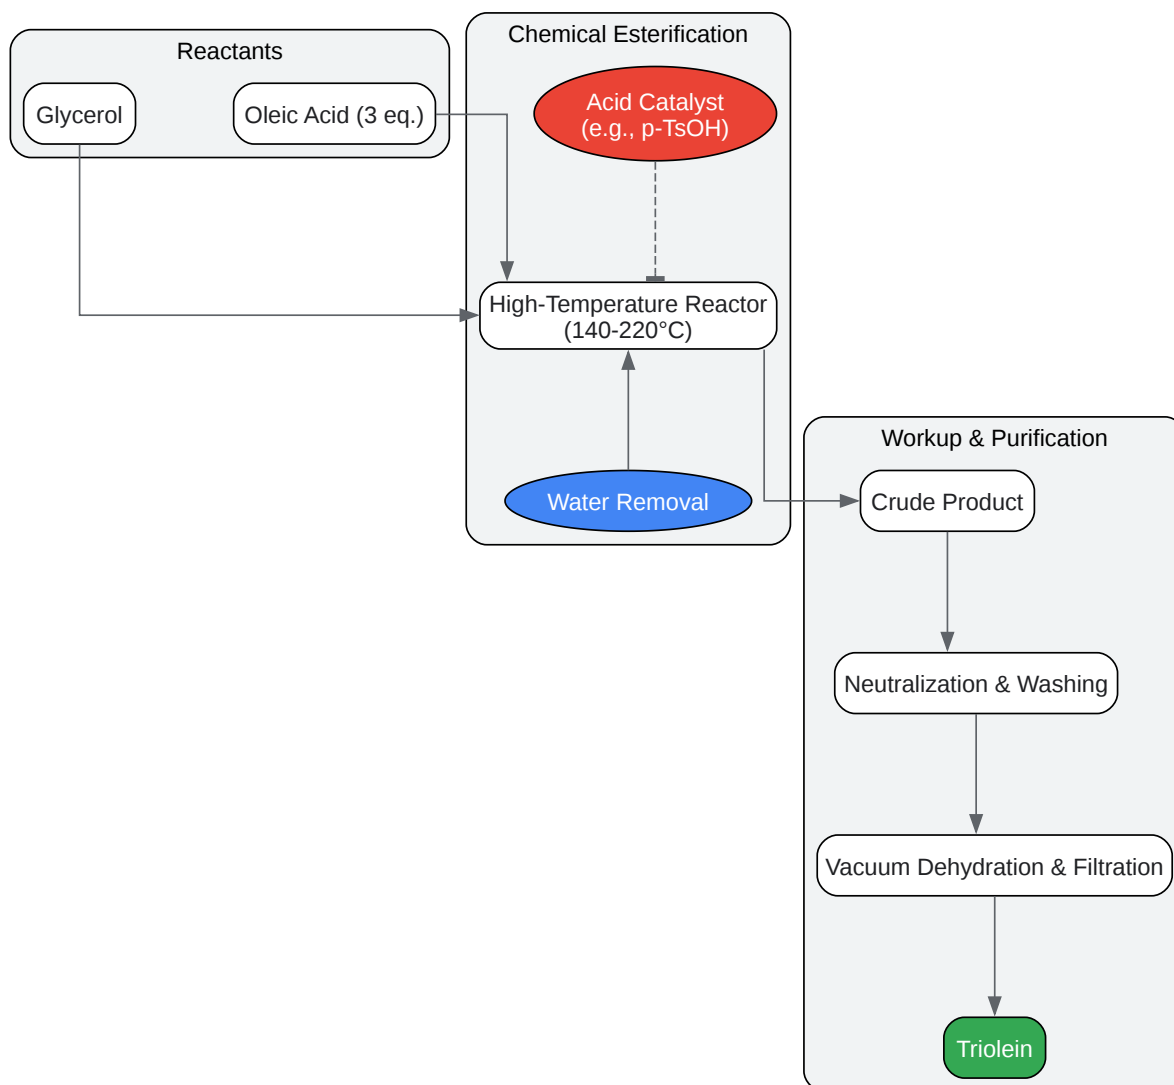 Reactants
Glycerol
Oleic Acid (3 eq.)
Chemical Esterification
Acid Catalyst
(e.g., p-TsOH)
High-Temperature Reactor
(140-220°C)
Water Removal
Workup & Purification
Crude Product
Neutralization & Washing
Vacuum Dehydration & Filtration
Triolein